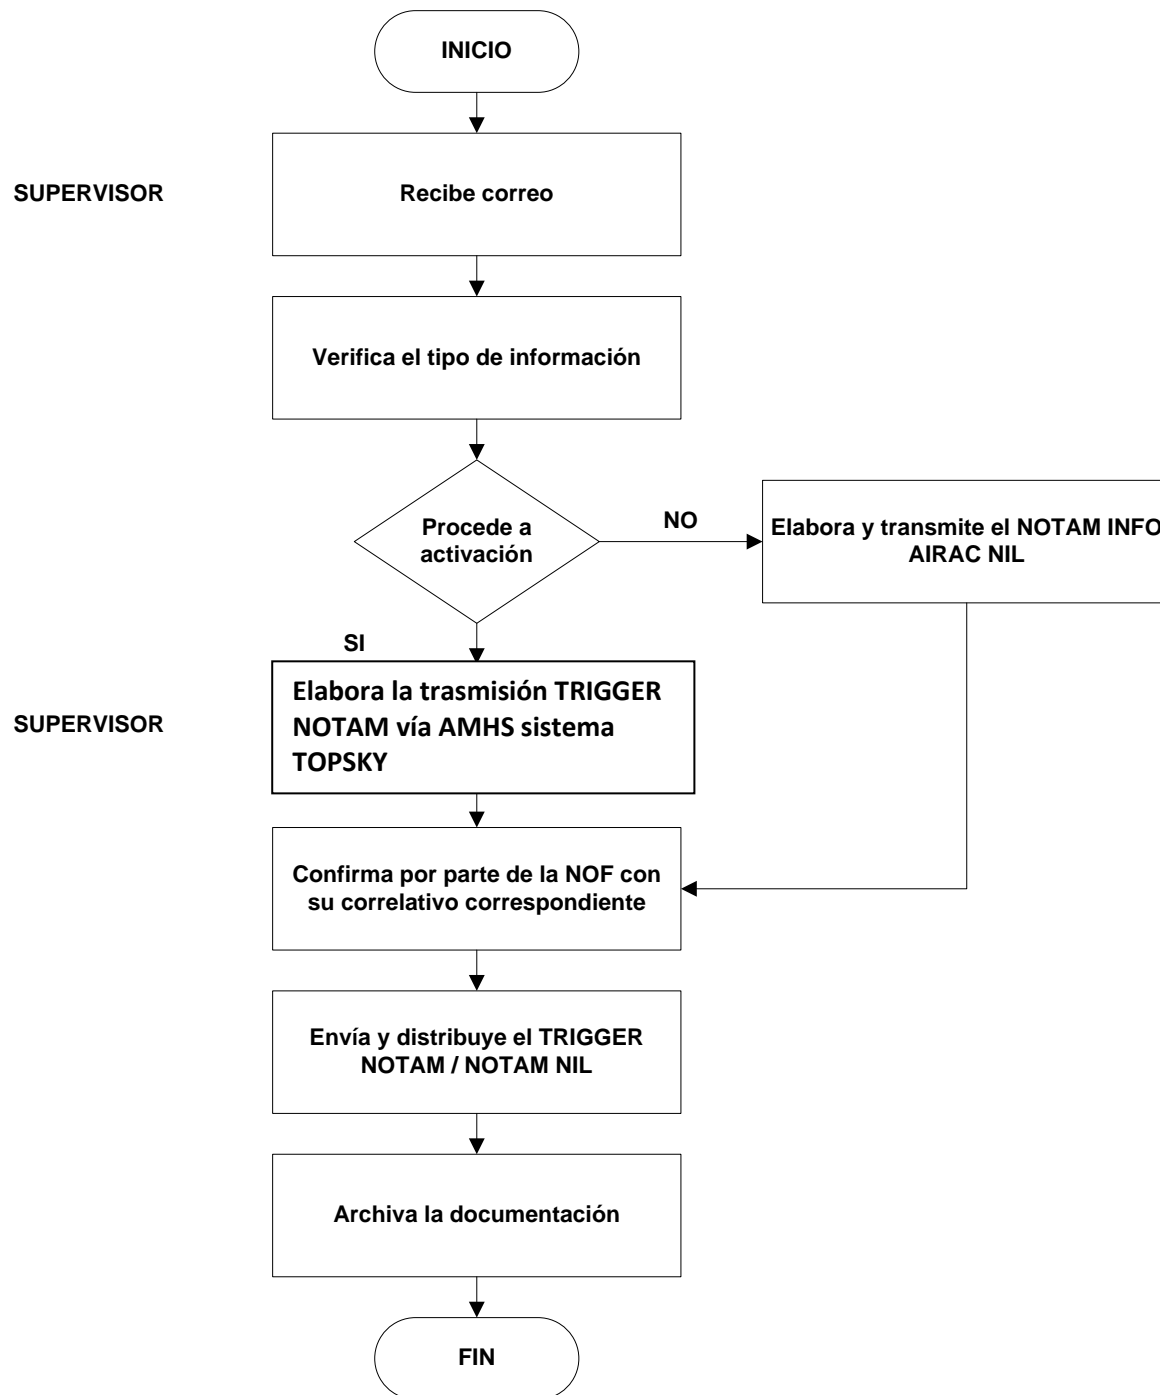 INICIO
SUPERVISOR
Recibe correo
Verifica el tipo de información
Procede a
activación
NO
Elabora y transmite el NOTAM INFO
AIRAC NIL
SI
SUPERVISOR
Elabora la trasmisión TRIGGER
NOTAM vía AMHS sistema
TOPSKY
Confirma por parte de la NOF con
su correlativo correspondiente
Envía y distribuye el TRIGGER
NOTAM / NOTAM NIL
Archiva la documentación
FIN